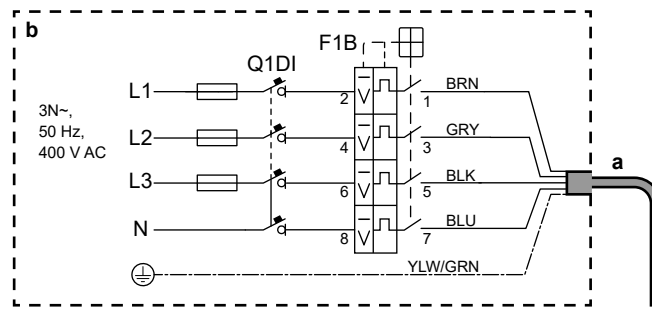 b
F1B
Q1DI
L1
2
1
BRN
3N~,
50 Hz,
400 V AC
L2
4
3
GRY
a
L3
6
5
BLK
N
8
7
BLU
YLW/GRN